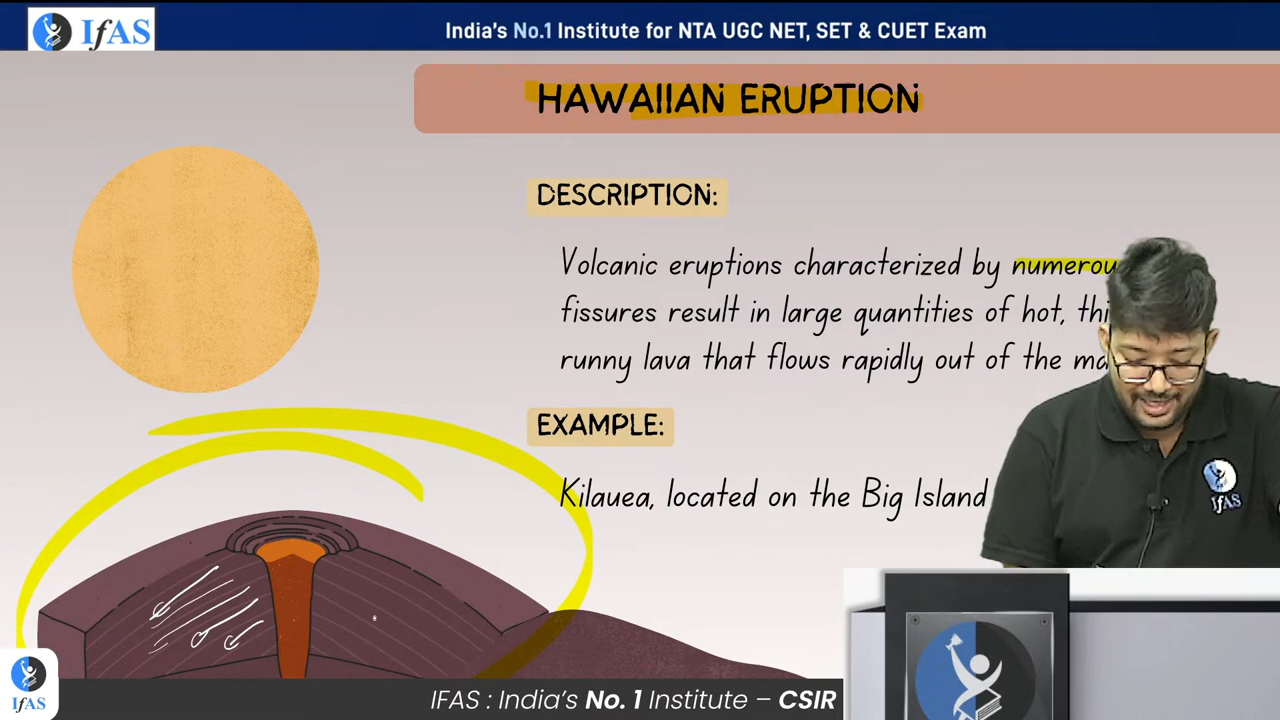 IfAS
India's No.1 Institute for NTA UGC NET, SET & CUET Exam
HAWAIIAN ERUPTION
DESCRIPTION:
Volcanic eruptions characterized by
fissures result in large quantities of hot,
runny lava that flows rapidly out of the
EXAMPLE:
Kilauea, located on the Big Island
IfAS
IfAS
IFAS : India's No. 1 Institute – CSIR